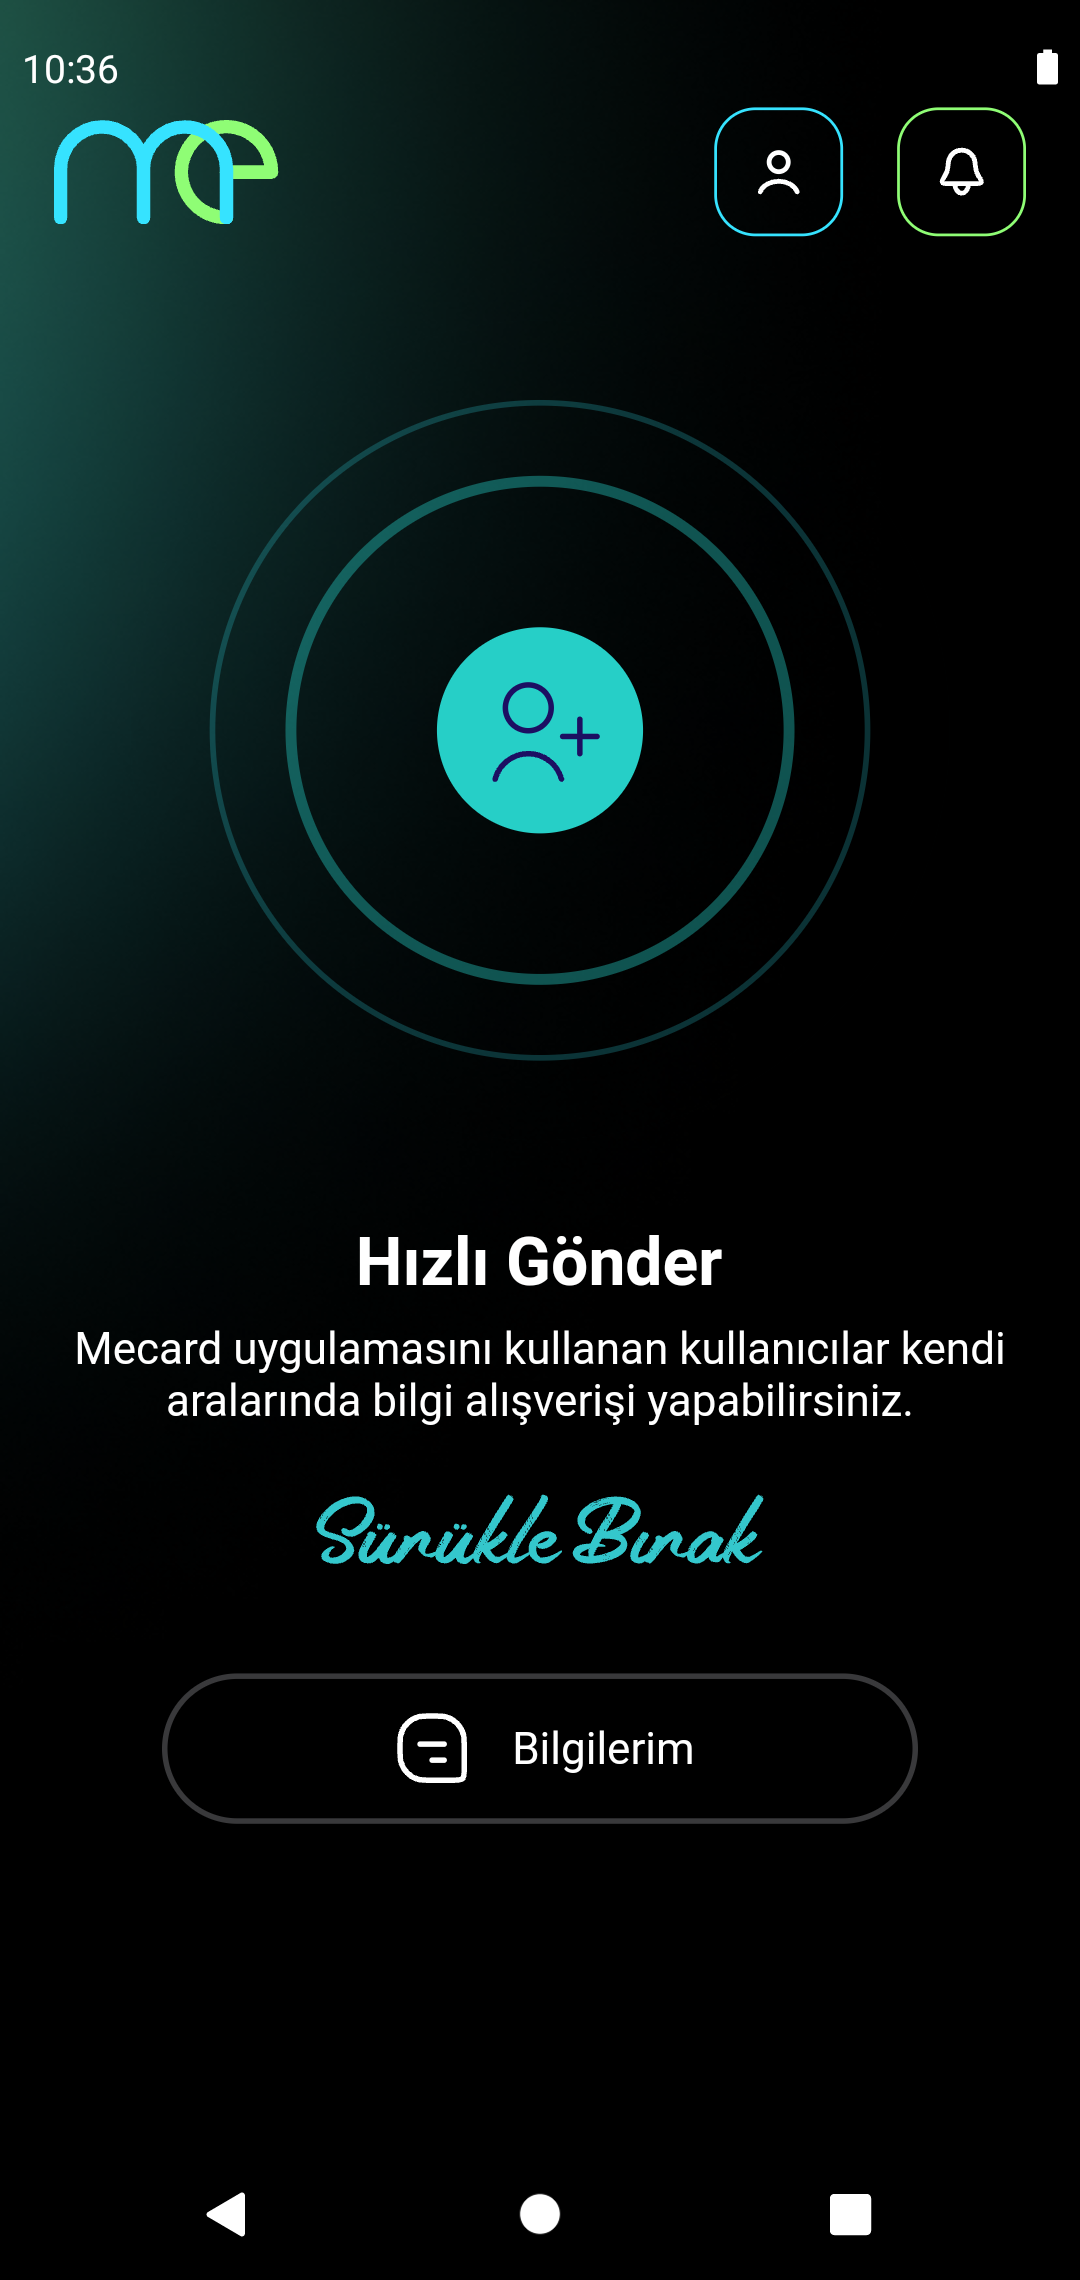 10:36
me
Hızlı Gönder
Mecard uygulamasını kullanan kullanıcılar kendi
aralarında bilgi alışverişi yapabilirsiniz.
Sürükle Bırak
Bilgilerim